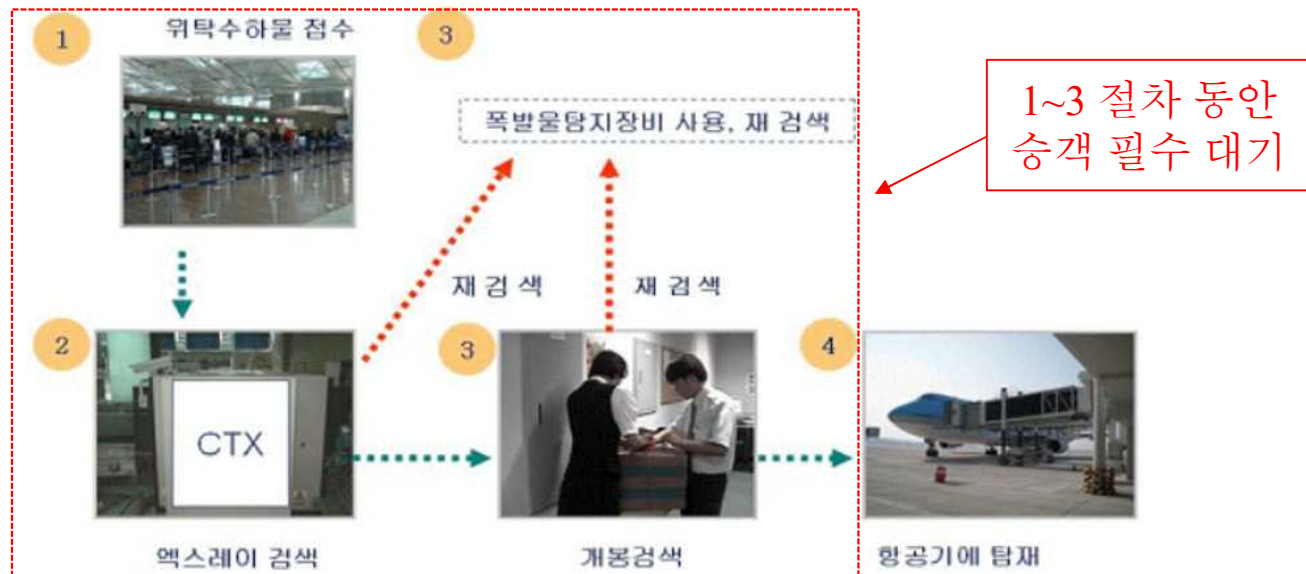 1
위탁수하물 접수
3
폭발물탐지장비 사용, 재 검색
1~3 절차 동안
승객 필수 대기
재 검 색
재 검 색
2
CTX
엑스레이 검색
3
개봉검색
4
항공기에 탑재